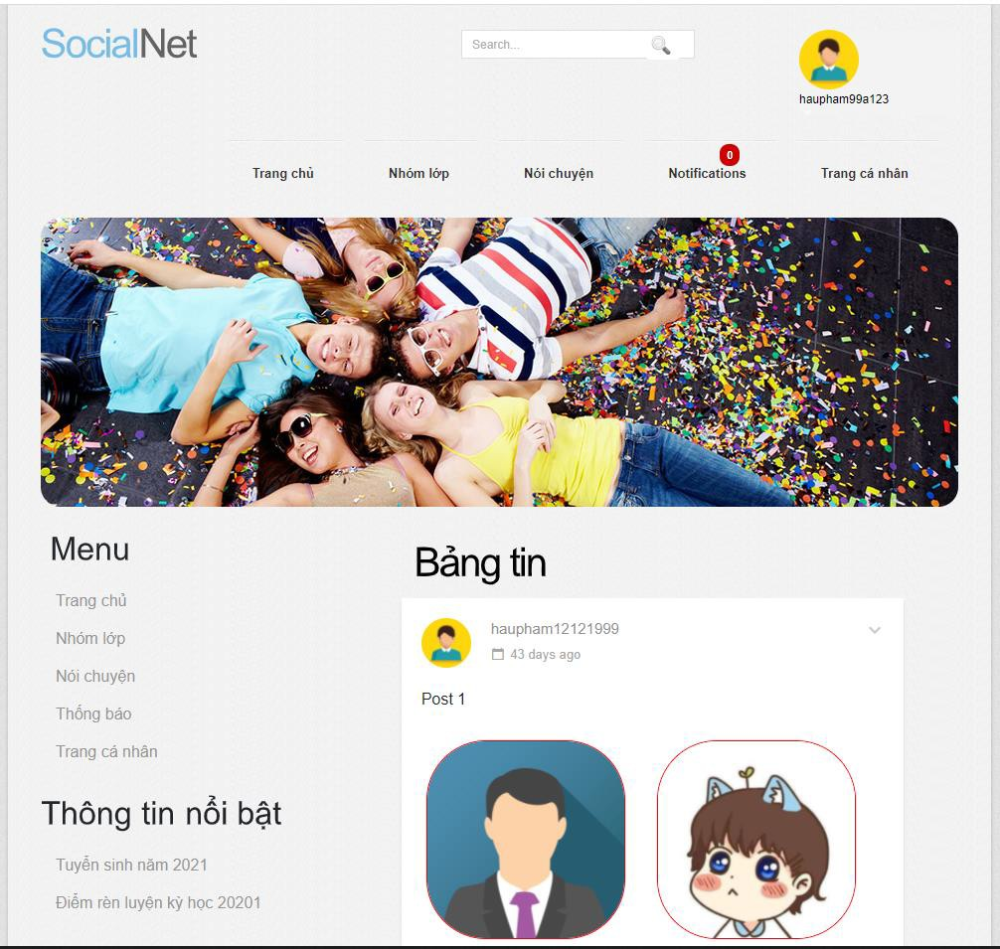 SocialNet
Search...
haupham99a123
0
Trang chủ Nhóm lớp Nói chuyện Notifications Trang cá nhân
Menu
Trang chủ
Nhóm lớp
Nói chuyện
Thống báo
Trang cá nhân
Thông tin nổi bật
Tuyển sinh năm 2021
Điểm rèn luyện kỳ học 20201
Bảng tin
haupham12121999
43 days ago
Post 1